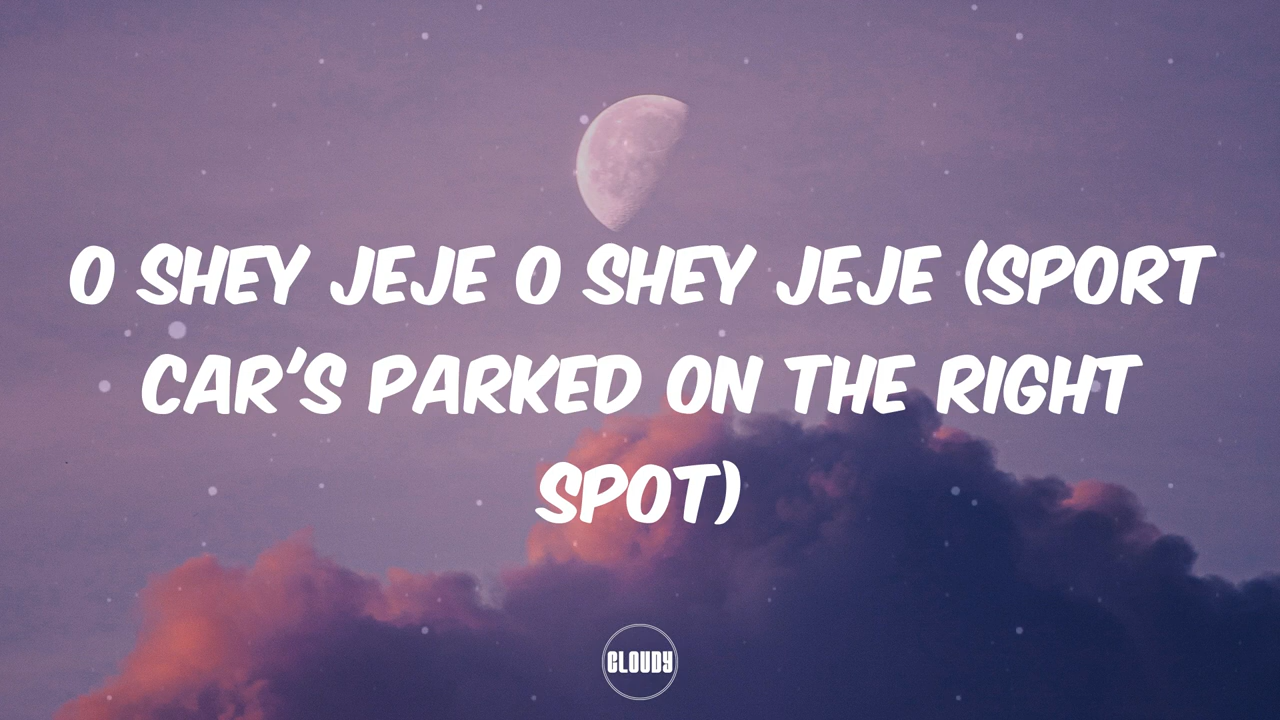 O SHEY JEJE O SHEY JEJE (SPORT
CAR'S PARKED ON THE RIGHT
SPOT)
CLOUDY